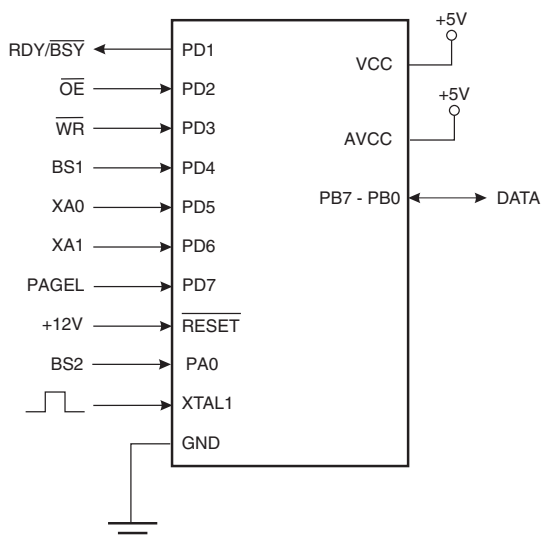 +5V
RDY/BSY PD1
VCC
OE PD2
+5V
WR PD3
AVCC
BS1 PD4
XA0 PD5 PB7 - PB0 DATA
XA1 PD6
PAGEL PD7
+12V RESET
BS2 PA0
XTAL1
GND